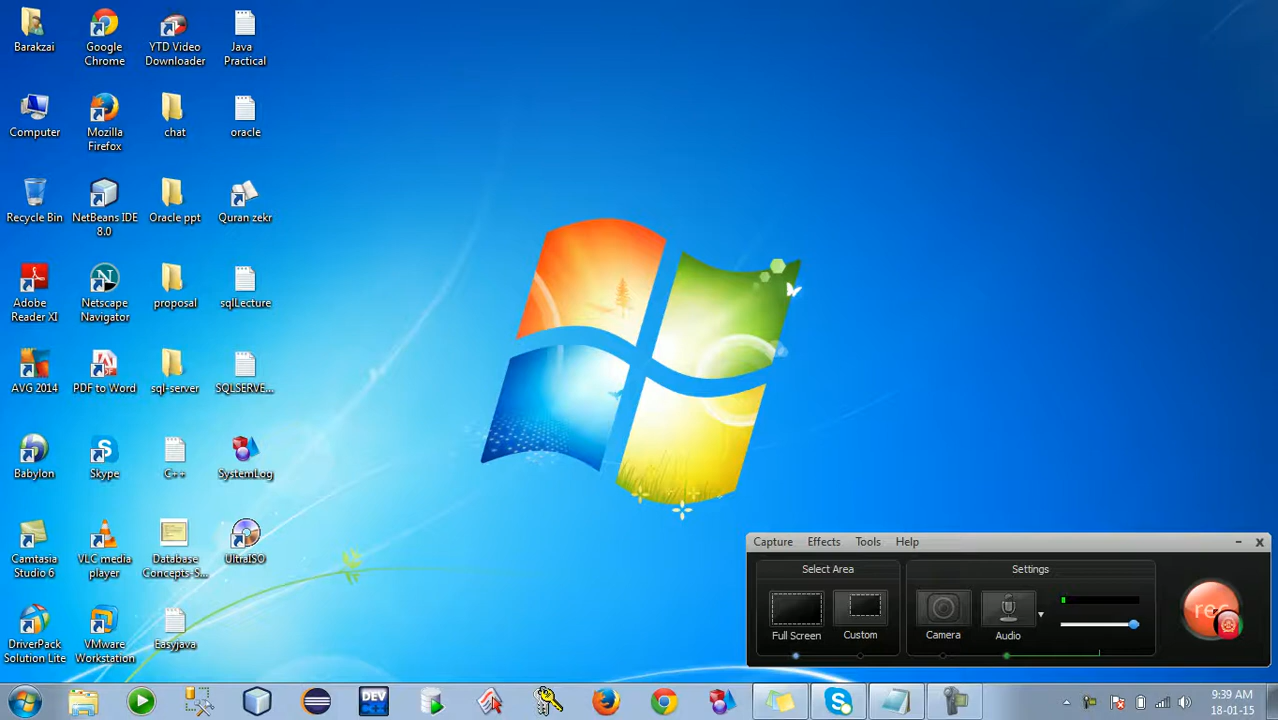 Barakzai
Google
Chrome
YTD Video
Downloader
Java
Practical
Computer
Mozilla
Firefox
chat
oracle
Recycle Bin
NetBeans IDE
8.0
Oracle ppt
Quran zekr
Adobe
Reader XI
Netscape
Navigator
proposal
sqlLecture
AVG 2014
PDF to Word
sql-server
SQLSERVE...
Babylon
Skype
C++
SystemLog
Camtasia
Studio 6
VLC media
player
Database
Concepts-S...
UltraISO
DriverPack
Solution Lite
VMware
Workstation
Easyjava
Capture Effects Tools Help
Select Area
Full Screen
Custom
Settings
Camera
Audio
rec
DEV
9:39 AM
18-01-15